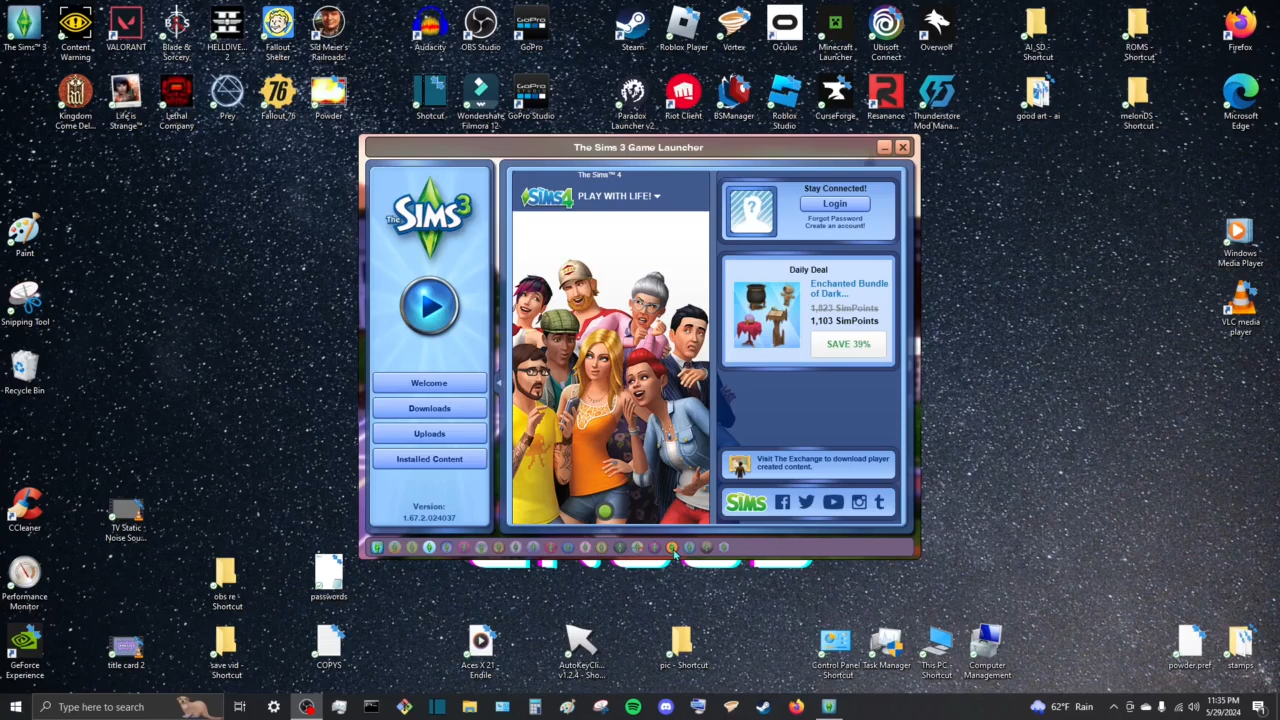 The Sims™ 3
Content Warning
VALORANT
Blade & Sorcery
HELLDIVE... 2
Fallout Shelter
Sid Meier's Railroads!
Audacity
OBS Studio
GoPro
Steam
Roblox Player
Vortex
Oculus
Minecraft Launcher
Ubisoft Connect
Overwolf
AI_SD - Shortcut
ROMS - Shortcut
Firefox
Kingdom Come Del...
Life is Strange™
Lethal Company
Prey
Fallout 76
Powder
Shotcut
Wondershare Filmora 12
GoPro Studio
Paradox Launcher v2
Riot Client
BSManager
Roblox Studio
CurseForge
Resanance
Thunderstore Mod Mana...
good art - ai
melonDS - Shortcut
Microsoft Edge
The Sims 3 Game Launcher
The SIMS 3
The Sims™ 4
The SIMS 4 PLAY WITH LIFE!
Stay Connected!
Login
Forgot Password
Create an account!
Daily Deal
Enchanted Bundle
of Dark...
1,823 SimPoints
1,103 SimPoints
SAVE 39%
Welcome
Downloads
Uploads
Installed Content
Version:
1.67.2.024037
Visit The Exchange to download player
created content.
The SIMS
Paint
Snipping Tool
Recycle Bin
Windows Media Player
VLC media player
CCleaner
TV Static - Noise Sou...
Performance Monitor
obs re - Shortcut
passwords
GeForce Experience
title card 2
save vid - Shortcut
COPYS
Aces X 21 - Endile
AutoKeyCli... v1.2.4 - Sho...
pic - Shortcut
Control Panel - Shortcut
Task Manager
This PC - Shortcut
Computer Management
powder.pref
stamps
Type here to search
62°F Rain
11:35 PM
5/29/2024